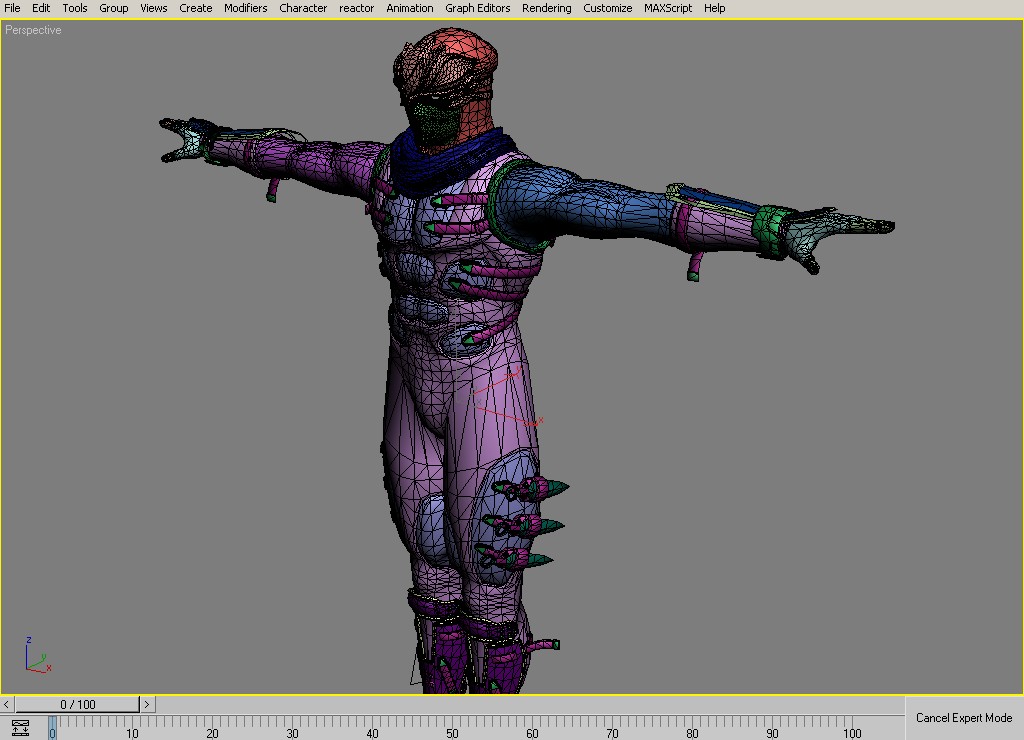 File Edit Tools Group Views Create Modifiers Character reactor Animation Graph Editors Rendering Customize MAXScript Help
Perspective
x
x
z
y
x
< 0 / 100 >
0 10 20 30 40 50 60 70 80 90 100
Cancel Expert Mode